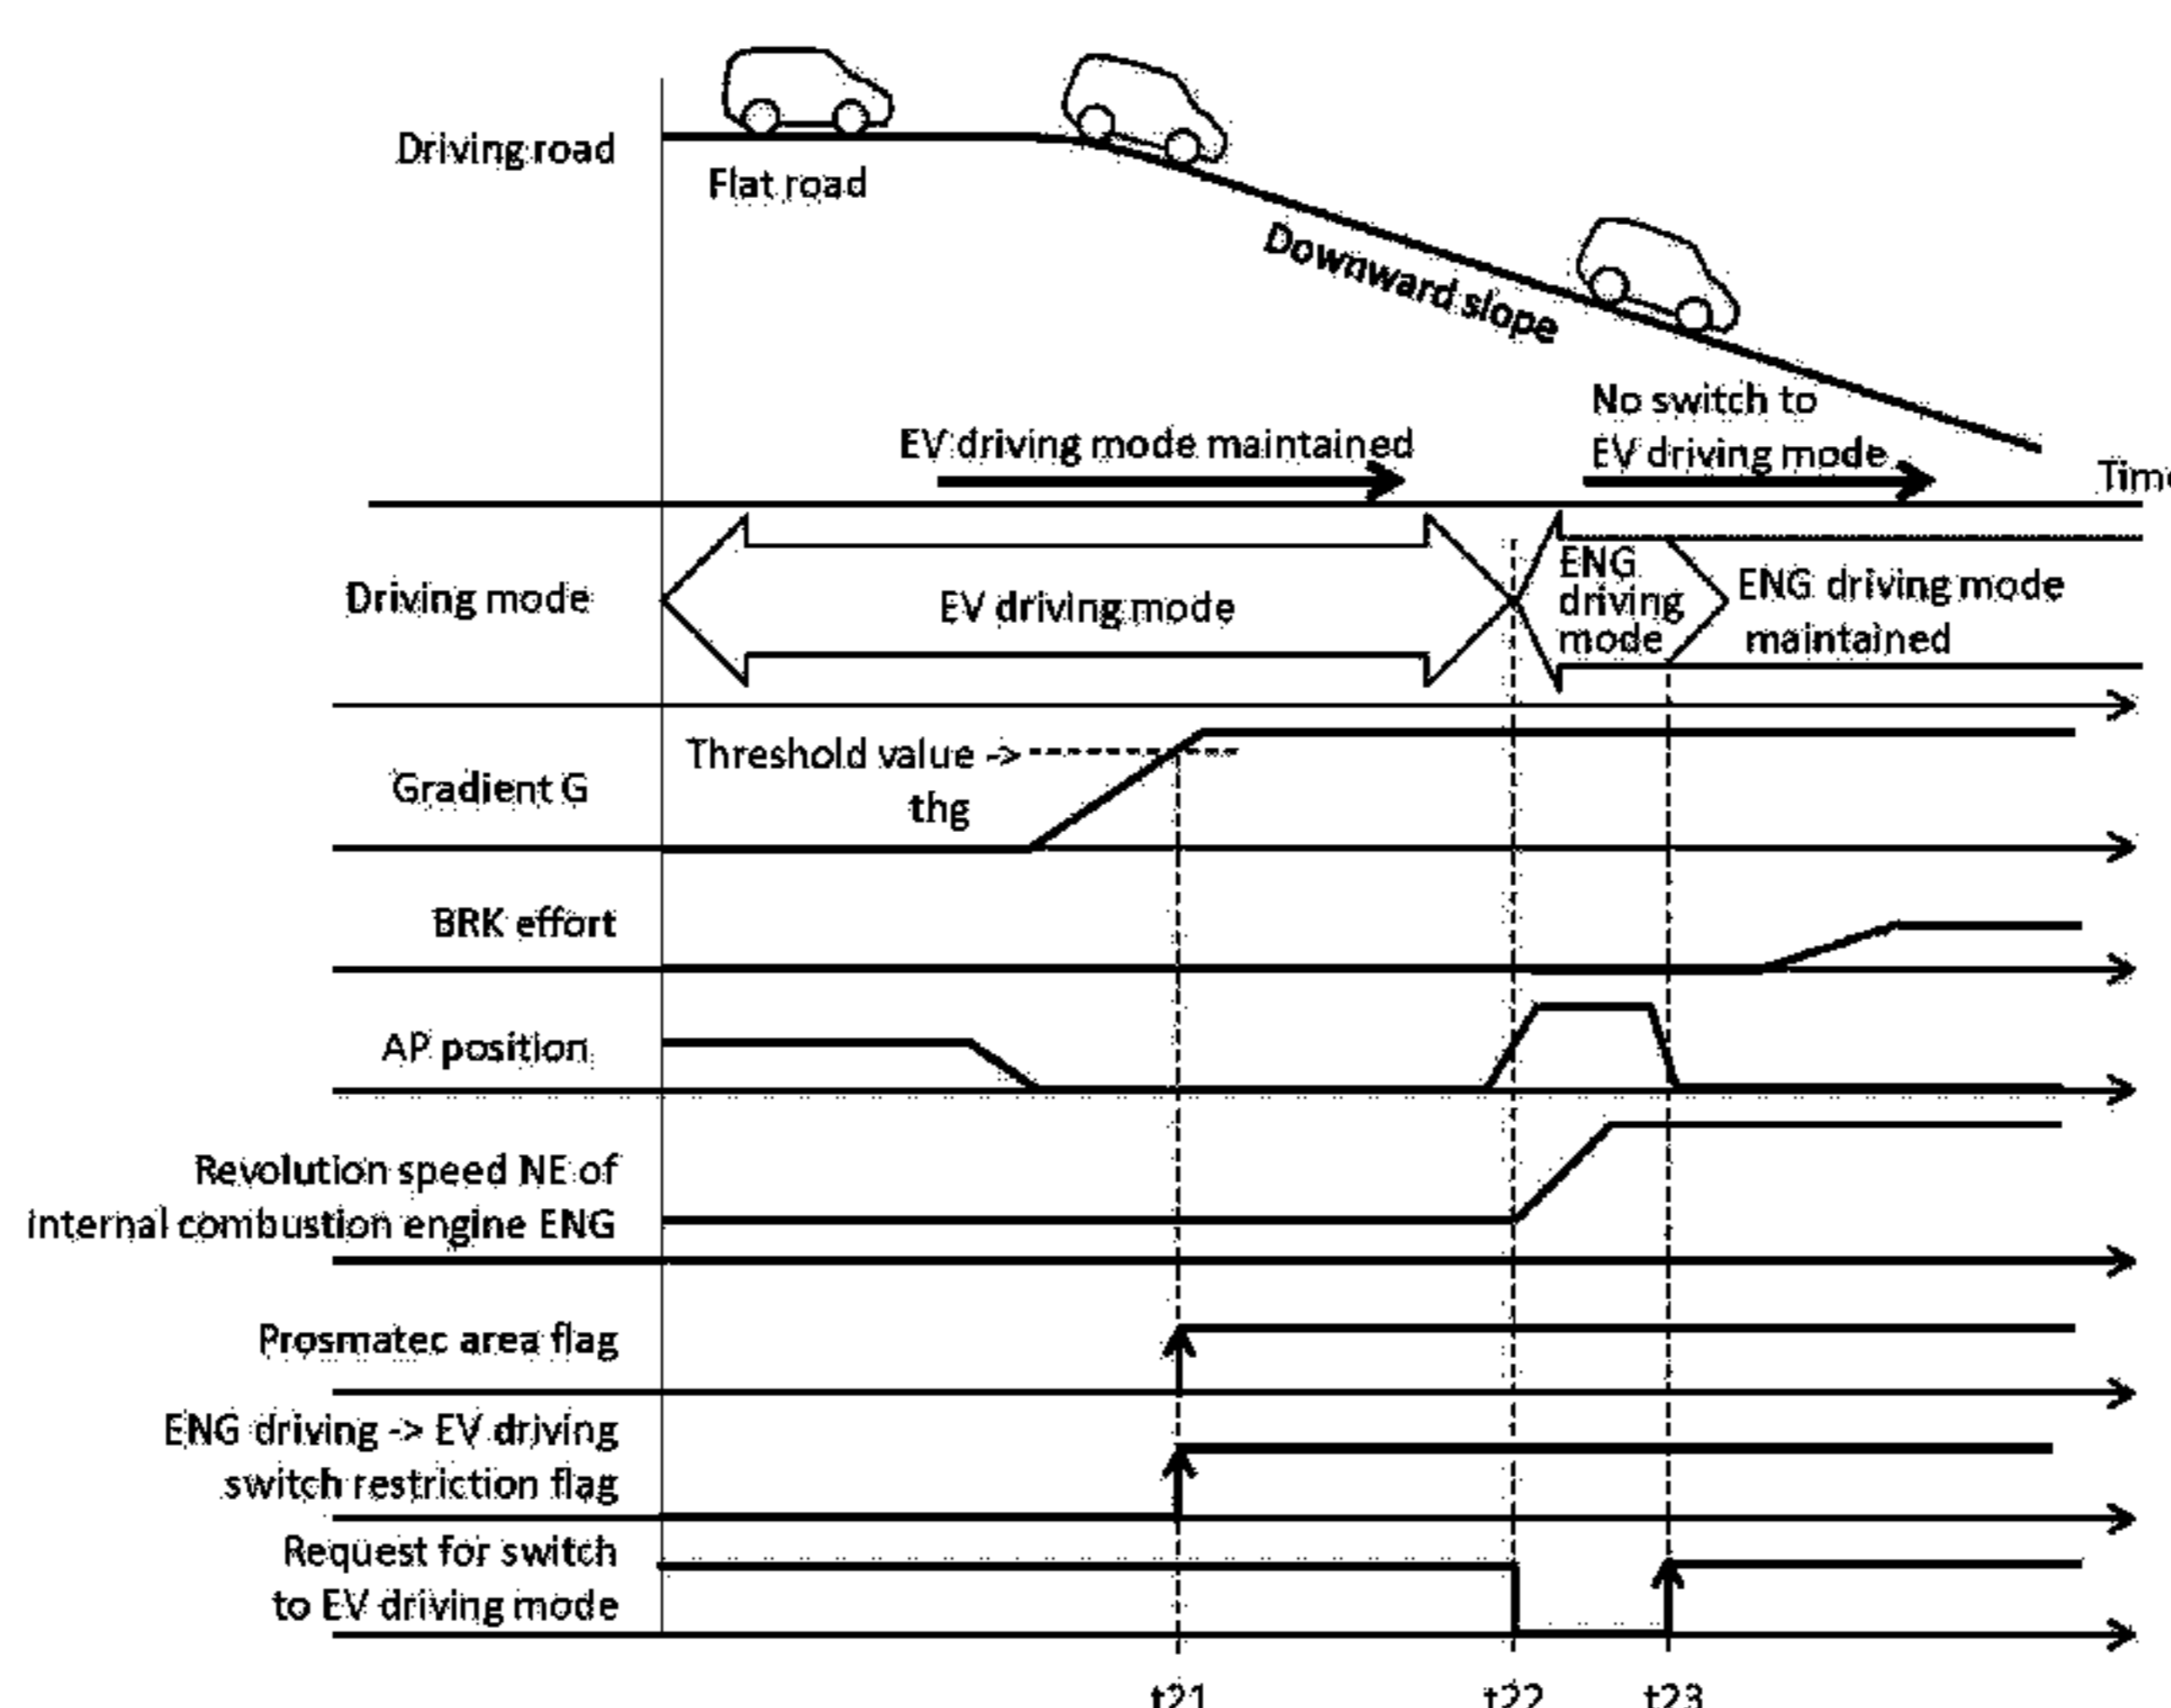 Driving road
Flat road
Downward slope
No switch to
EV driving mode
EV driving mode maintained
Driving mode
EV driving mode
ENG
driving
mode
ENG driving mode
maintained
Threshold value ->
thg
Gradient G
BRK effort
AP position
Revolution speed NE of
internal combustion engine ENG
Prosmatec area flag
ENG driving -> EV driving
switch restriction flag
Request for switch
to EV driving mode
t21
t22
t23